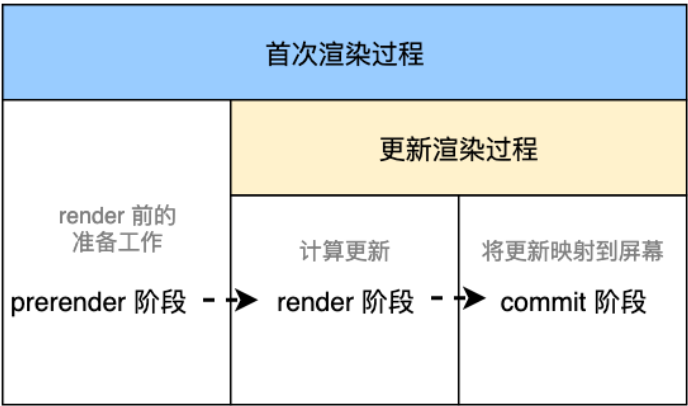 首次渲染过程
更新渲染过程
render 前的
准备工作
prerender 阶段
计算更新
render 阶段
将更新映射到屏幕
commit 阶段